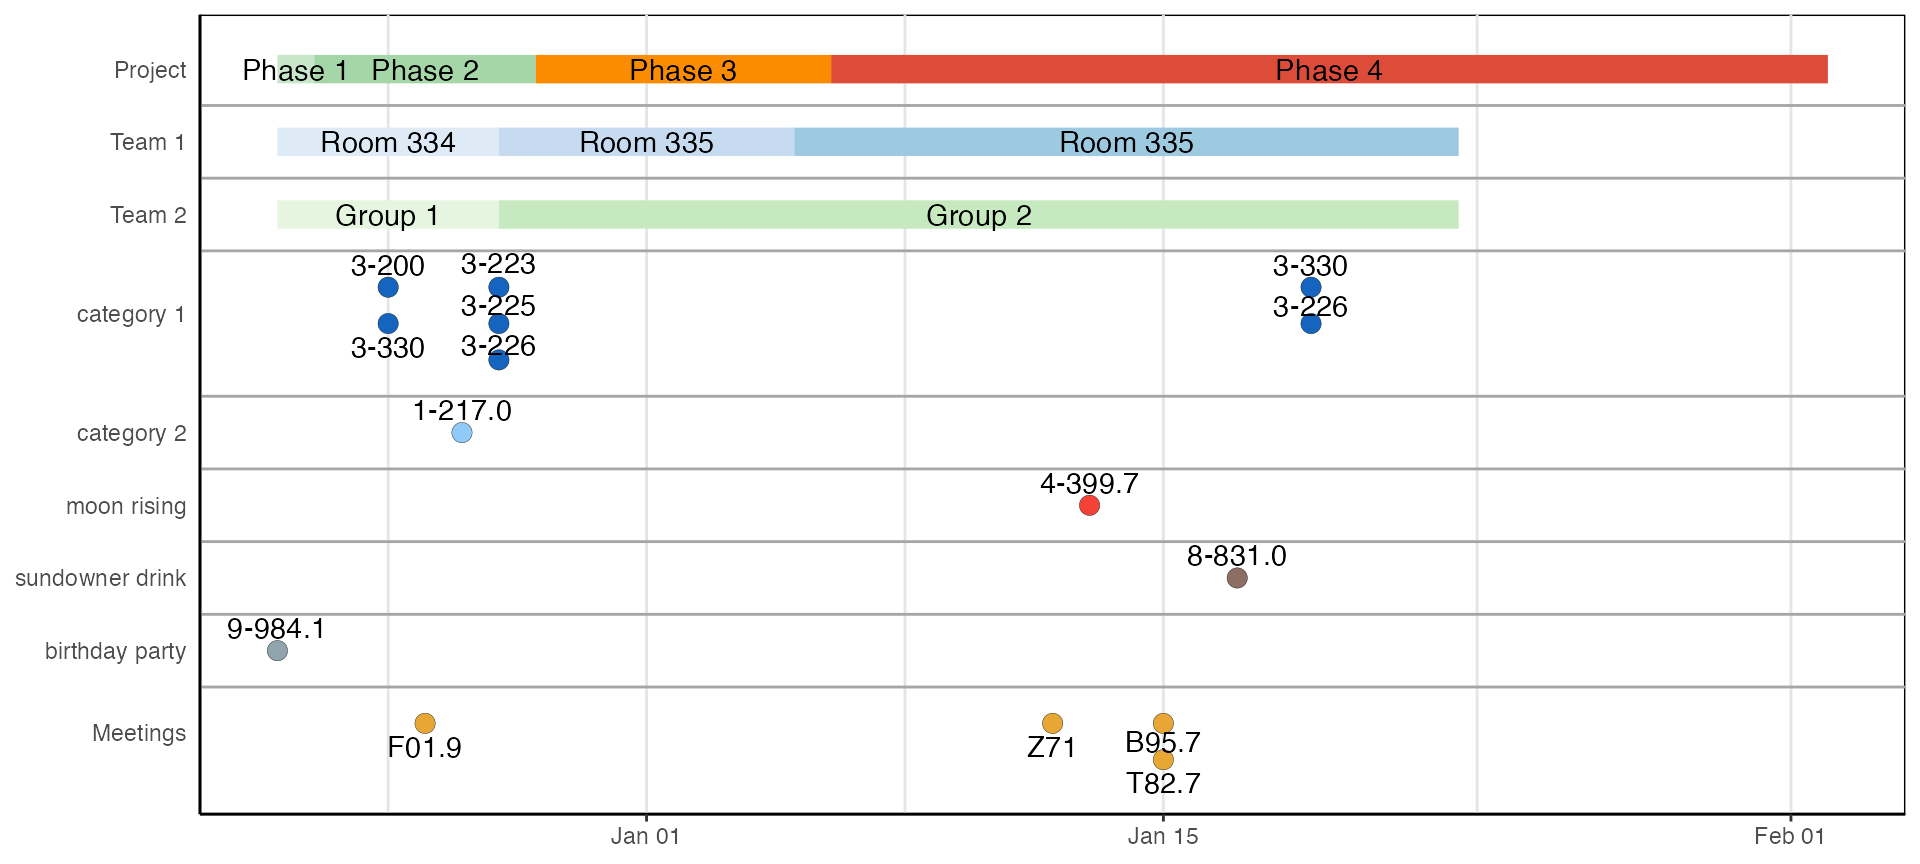 Project
Phase 1
Phase 2
Phase 3
Phase 4
Team 1
Room 334
Room 335
Room 335
Team 2
Group 1
Group 2
category 1
3-200
3-223
3-330
3-225
3-226
3-330
3-226
category 2
1-217.0
moon rising
4-399.7
sundowner drink
8-831.0
birthday party
9-984.1
Meetings
F01.9
Z71
B95.7
T82.7
Jan 01
Jan 15
Feb 01